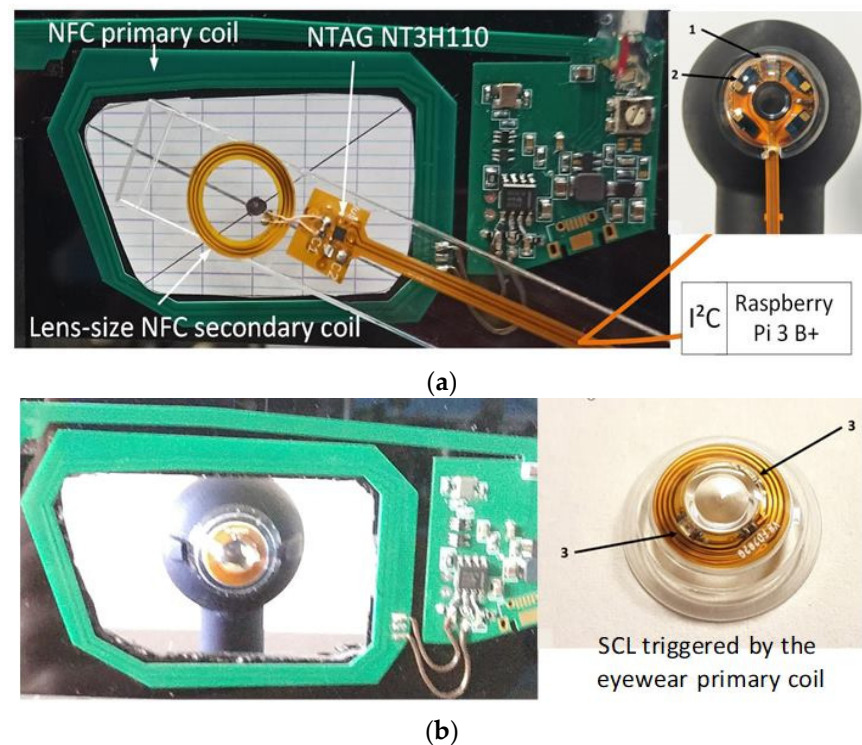 NFC primary coil
NTAG NT3H110
1
2
Lens-size NFC secondary coil
I²C
Raspberry
Pi 3 B+
(a)
3
3
SCL triggered by the
eyewear primary coil
(b)